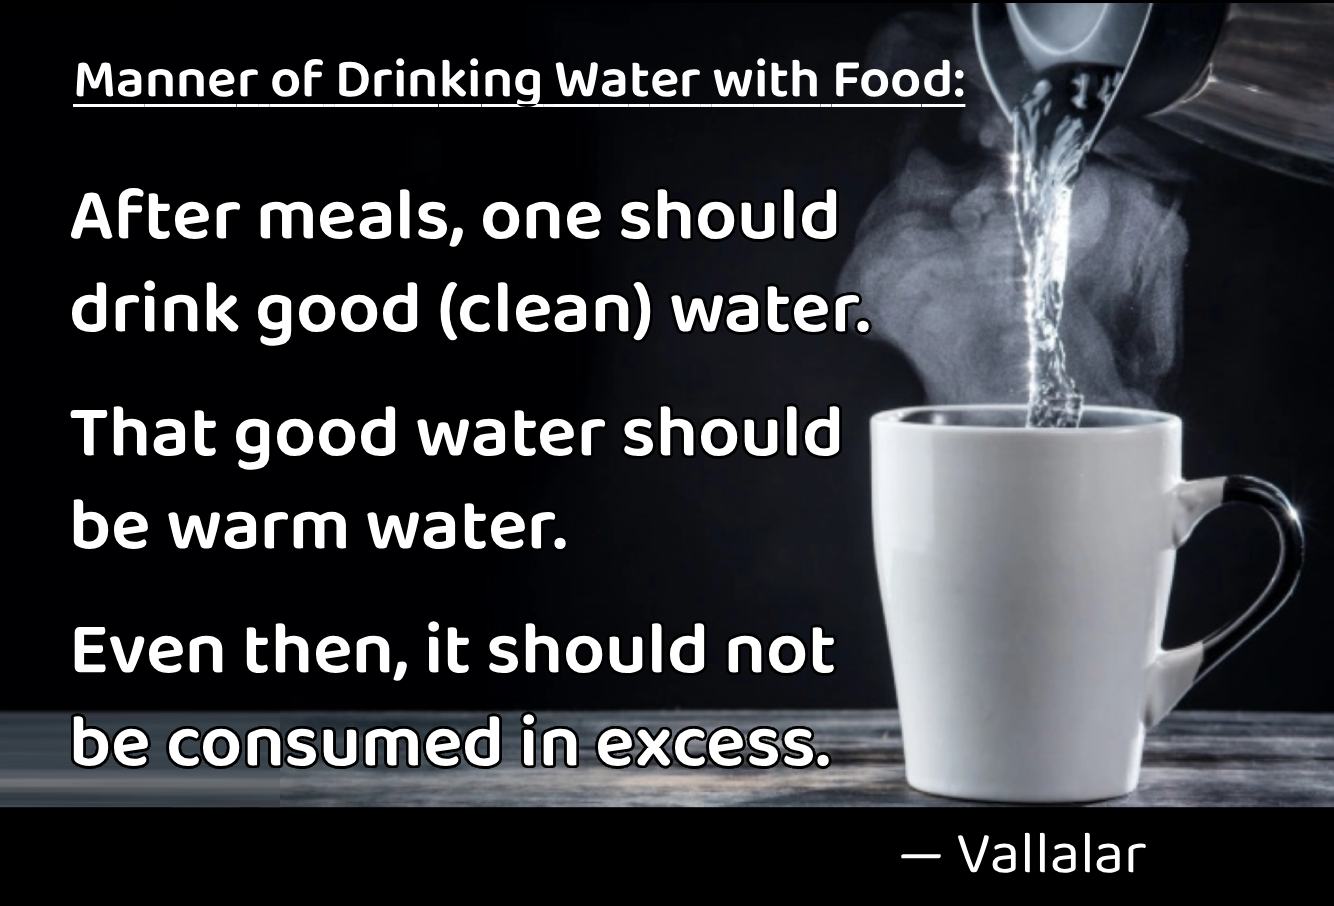 Manner of Drinking Water with Food:
After meals, one should
drink good (clean) water.
That good water should
be warm water.
Even then, it should not
be consumed in excess.
— Vallalar